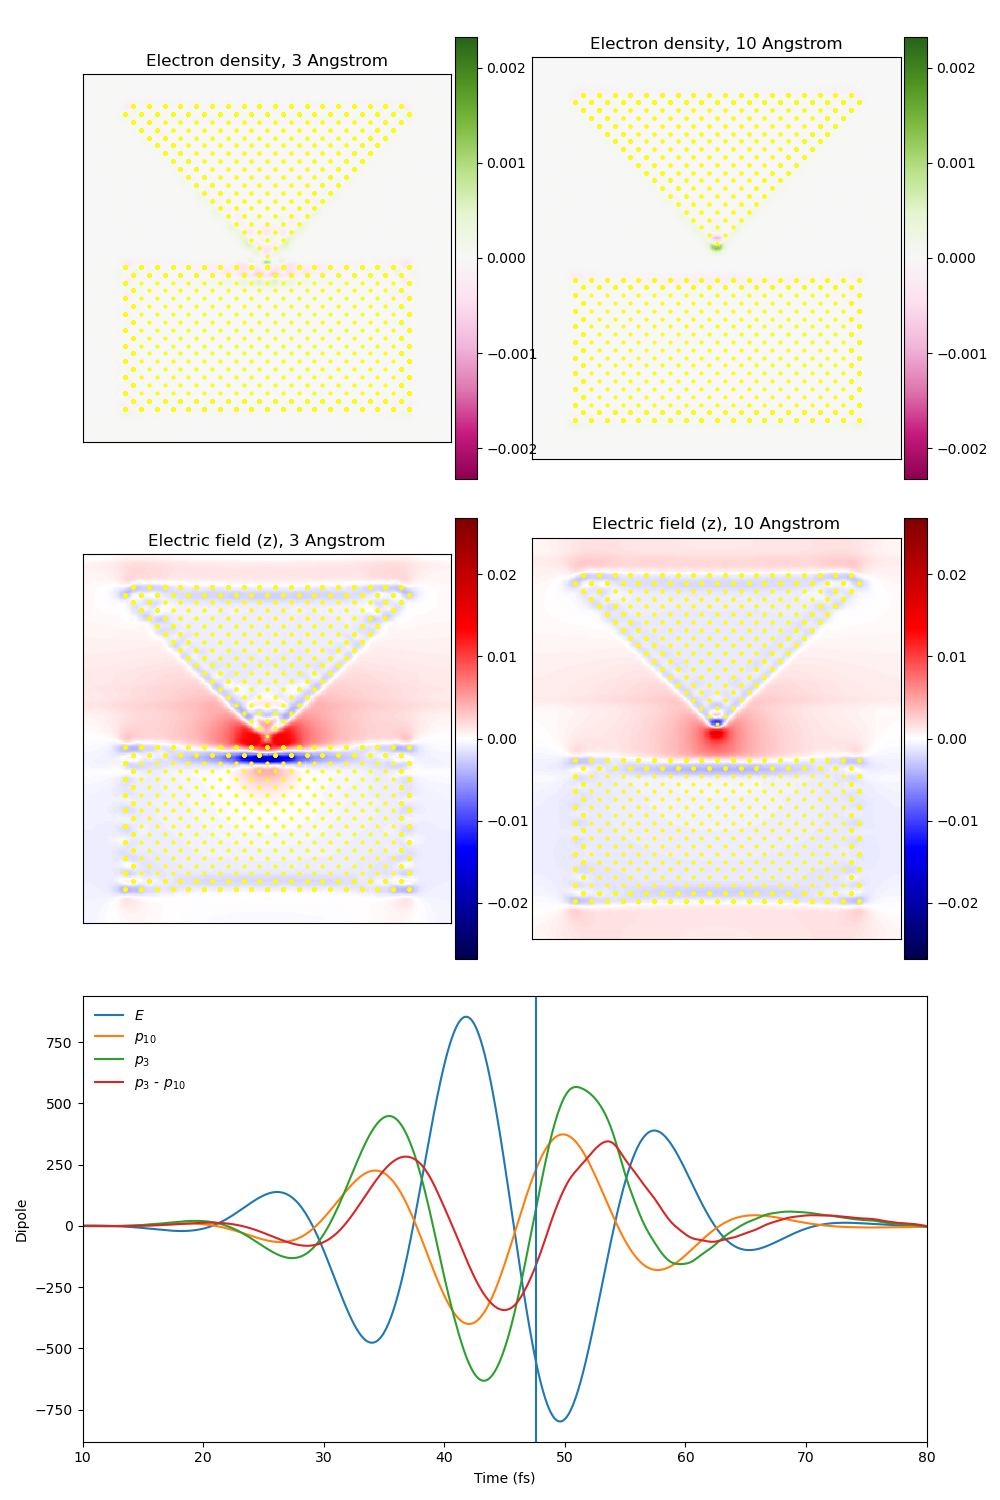 Electron density, 3 Angstrom
0.002
0.001
0.000
−0.001
−0.002
Electron density, 10 Angstrom
0.002
0.001
0.000
−0.001
−0.002
Electric field (z), 3 Angstrom
0.02
0.01
0.00
−0.01
−0.02
Electric field (z), 10 Angstrom
0.02
0.01
0.00
−0.01
−0.02
Dipole
750
500
250
0
−250
−500
−750
E
p10
p3
p3 - p10
10 20 30 40 50 60 70 80
Time (fs)